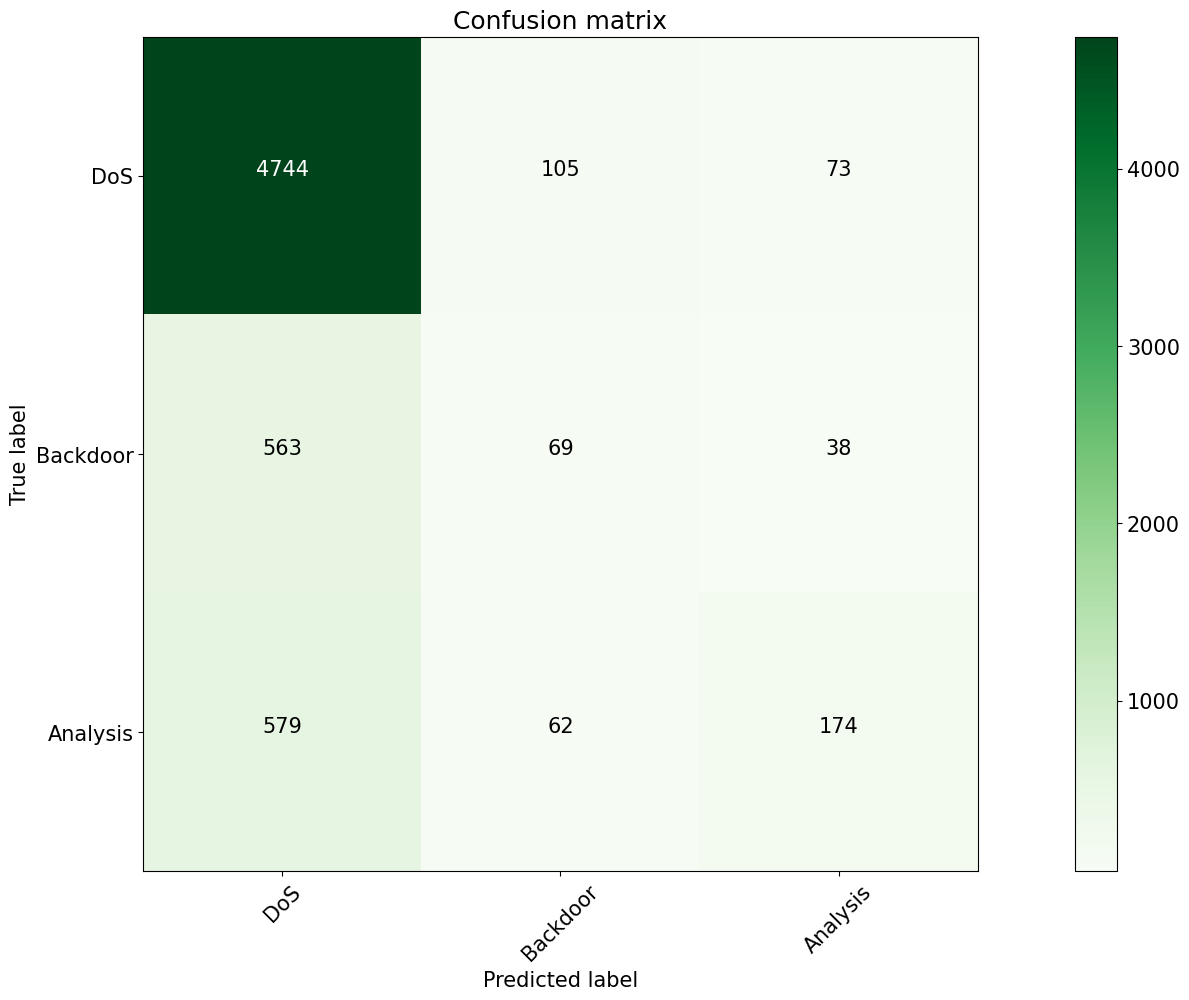 Confusion matrix
True label
DoS
4744
105
73
Backdoor
563
69
38
Analysis
579
62
174
DoS
Backdoor
Analysis
Predicted label
4000
3000
2000
1000